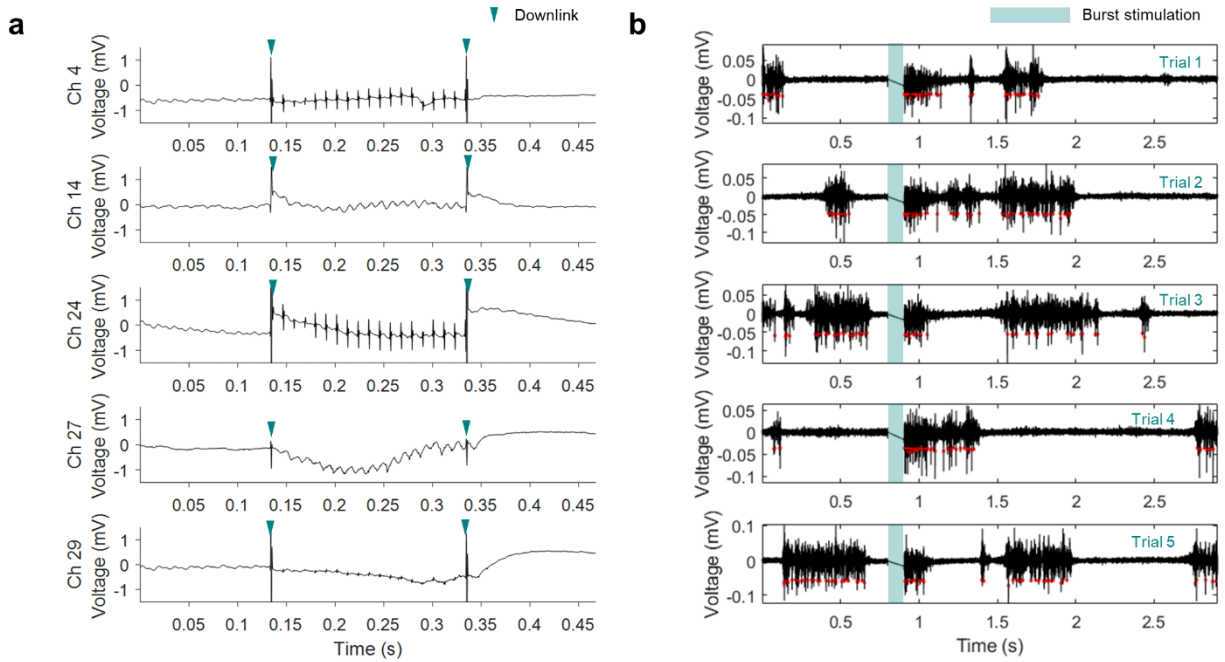 a
Downlink
Ch 4
Voltage (mV)
1
0
-1
0.05 0.1 0.15 0.2 0.25 0.3 0.35 0.4 0.45
Ch 14
Voltage (mV)
1
0
-1
0.05 0.1 0.15 0.2 0.25 0.3 0.35 0.4 0.45
Ch 24
Voltage (mV)
1
0
-1
0.05 0.1 0.15 0.2 0.25 0.3 0.35 0.4 0.45
Ch 27
Voltage (mV)
1
0
-1
0.05 0.1 0.15 0.2 0.25 0.3 0.35 0.4 0.45
Ch 29
Voltage (mV)
1
0
-1
0.05 0.1 0.15 0.2 0.25 0.3 0.35 0.4 0.45
Time (s)
b
Burst stimulation
Voltage (mV)
0.05
0
-0.05
-0.1
Trial 1
0.5 1 1.5 2 2.5
Voltage (mV)
0.05
0
-0.05
-0.1
Trial 2
0.5 1 1.5 2 2.5
Voltage (mV)
0.05
0
-0.05
-0.1
Trial 3
0.5 1 1.5 2 2.5
Voltage (mV)
0.05
0
-0.05
-0.1
Trial 4
0.5 1 1.5 2 2.5
Voltage (mV)
0.1
0
-0.1
Trial 5
0.5 1 1.5 2 2.5
Time (s)